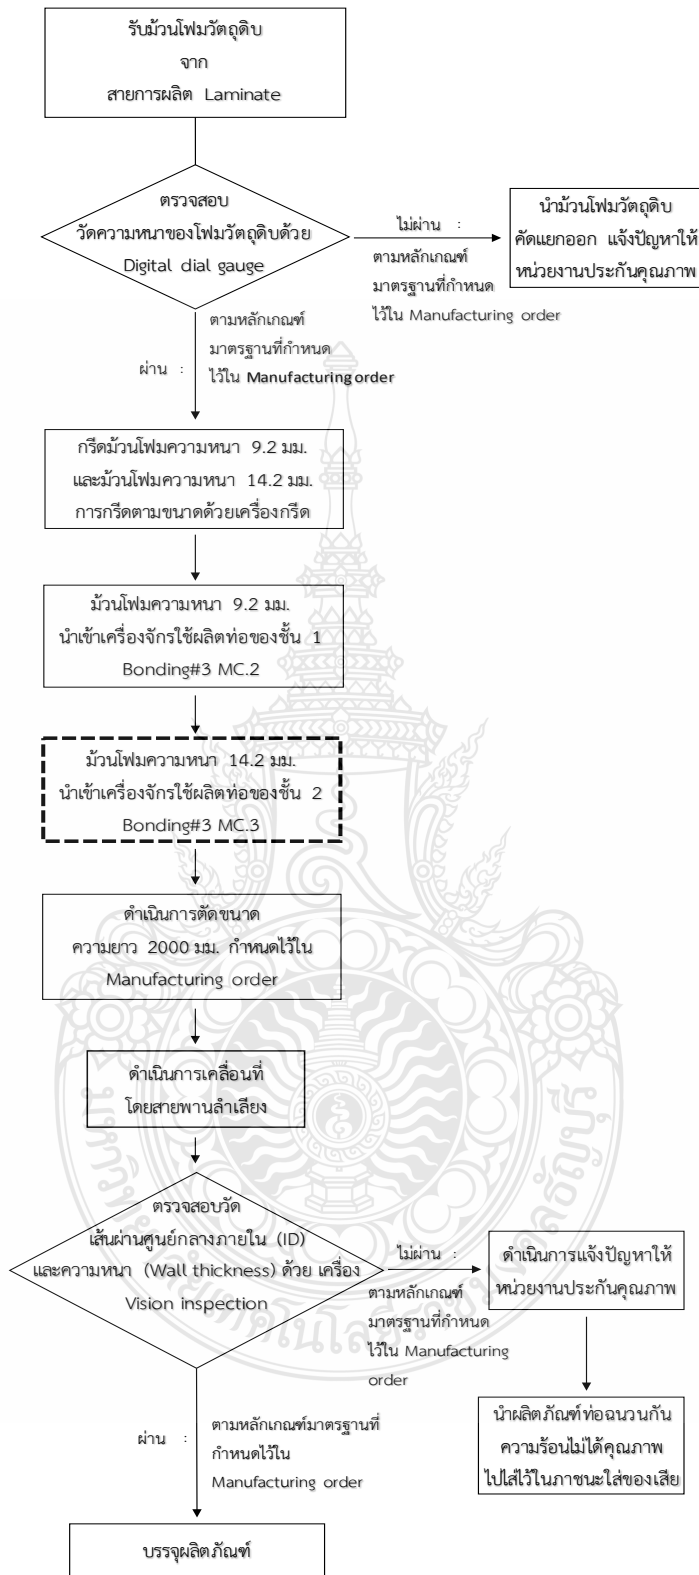 รับม้วนโฟมวัตถุดิบ
จาก
สายการผลิต Laminate
ตรวจสอบ
วัดความหนาของโฟมวัตถุดิบด้วย
Digital dial gauge
ไม่ผ่าน :
ตามหลักเกณฑ์
มาตรฐานที่กำหนด
ไว้ใน Manufacturing order
นำม้วนโฟมวัตถุดิบ
คัดแยกออก แจ้งปัญหาให้
หน่วยงานประกันคุณภาพ
ผ่าน :
ตามหลักเกณฑ์
มาตรฐานที่กำหนด
ไว้ใน Manufacturing order
กรีดม้วนโฟมความหนา 9.2 มม.
และม้วนโฟมความหนา 14.2 มม.
การกรีดตามขนาดด้วยเครื่องกรีด
ม้วนโฟมความหนา 9.2 มม.
นำเข้าเครื่องจักรใช้ผลิตท่อของชั้น 1
Bonding#3 MC.2
ม้วนโฟมความหนา 14.2 มม.
นำเข้าเครื่องจักรใช้ผลิตท่อของชั้น 2
Bonding#3 MC.3
ดำเนินการตัดขนาด
ความยาว 2000 มม. กำหนดไว้ใน
Manufacturing order
ดำเนินการเคลื่อนที่
โดยสายพานลำเลียง
ตรวจสอบวัด
เส้นผ่านศูนย์กลางภายใน (ID)
และความหนา (Wall thickness) ด้วย เครื่อง
Vision inspection
ไม่ผ่าน :
ตามหลักเกณฑ์
มาตรฐานที่กำหนด
ไว้ใน Manufacturing
order
ดำเนินการแจ้งปัญหาให้
หน่วยงานประกันคุณภาพ
นำผลิตภัณฑ์ท่อฉนวนกัน
ความร้อนไม่ได้คุณภาพ
ไปใส่ไว้ในภาชนะใส่ของเสีย
ผ่าน :
ตามหลักเกณฑ์มาตรฐานที่
กำหนดไว้ใน
Manufacturing order
บรรจุผลิตภัณฑ์